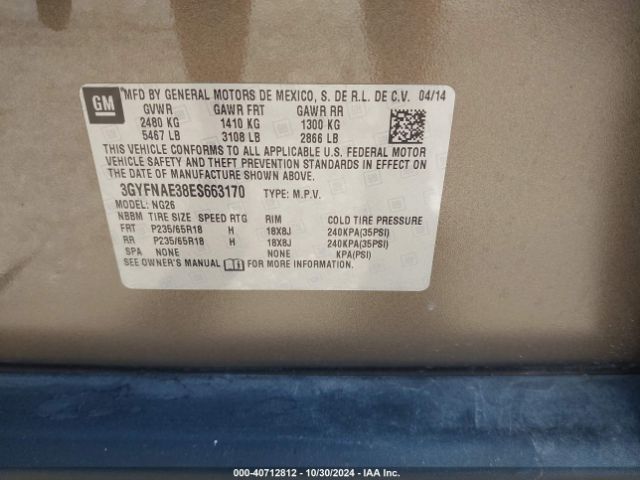 GM
MFD BY GENERAL MOTORS DE MEXICO, S. DE R.L. DE C.V. 04/14
GVWR GAWR FRT GAWR RR
2480 KG 1410 KG 1300 KG
5467 LB 3108 LB 2866 LB
THIS VEHICLE CONFORMS TO ALL APPLICABLE U.S. FEDERAL MOTOR
VEHICLE SAFETY AND THEFT PREVENTION STANDARDS IN EFFECT ON
THE DATE OF MANUFACTURE SHOWN ABOVE.
3GYFNAE38ES663170 TYPE: M.P.V.
MODEL: NG26
NBBM TIRE SIZE SPEED RTG RIM COLD TIRE PRESSURE
FRT P235/65R18 H 18X8J 240KPA(35PSI)
RR P235/65R18 H 18X8J 240KPA(35PSI)
SPA NONE NONE KPA(PSI)
SEE OWNER'S MANUAL FOR MORE INFORMATION.
000-40712812 - 10/30/2024 - COPYRIGHT IAA, LLC